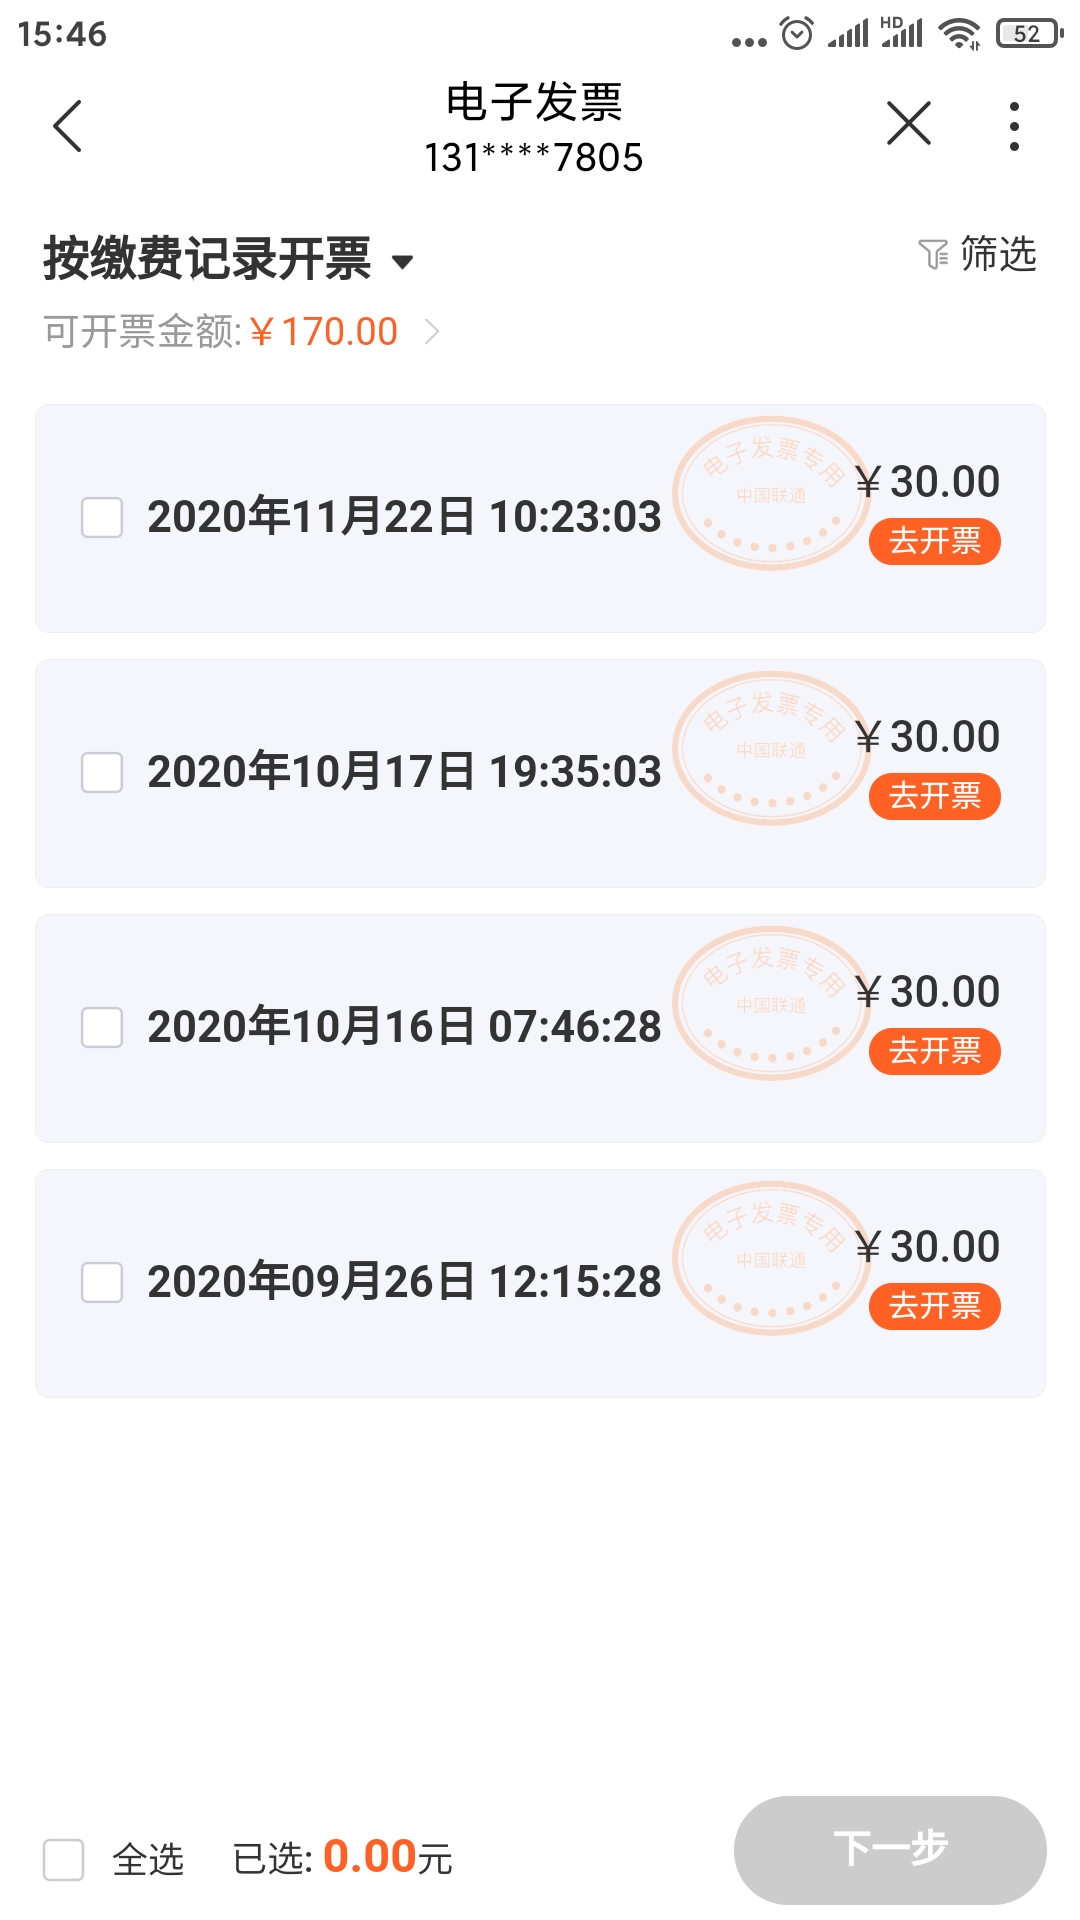 15:46
HD
52
电子发票
131****7805
按缴费记录开票
筛选
可开票金额:￥170.00
电子发票专用
中国联通
2020年11月22日 10:23:03
￥30.00
去开票
电子发票专用
中国联通
2020年10月17日 19:35:03
￥30.00
去开票
电子发票专用
中国联通
2020年10月16日 07:46:28
￥30.00
去开票
电子发票专用
中国联通
2020年09月26日 12:15:28
￥30.00
去开票
全选 已选: 0.00元
下一步